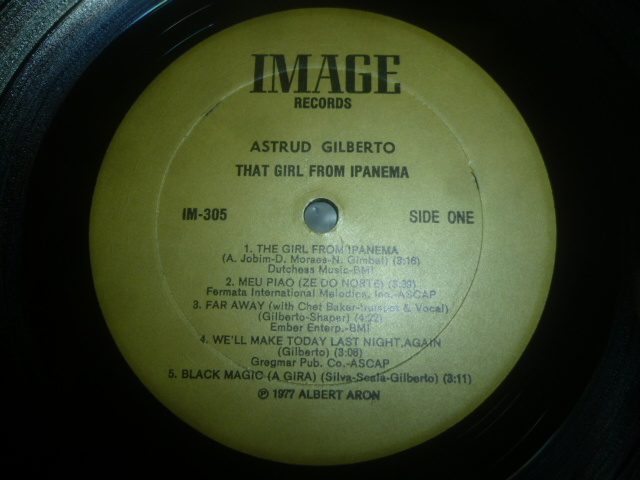 IMAGE
RECORDS
ASTRUD GILBERTO
THAT GIRL FROM IPANEMA
IM-305 SIDE ONE
1. THE GIRL FROM IPANEMA
(A. Jobim-D. Moraes-N. Gimbel) (3:16)
Dutchess Music-BMI
2. MEU PIAO (ZE DO NORTE) (3:39)
Fermata International Melodies, Inc.-ASCAP
3. FAR AWAY (with Chet Baker-trumpet & Vocal)
(Gilberto-Shaper) (4:22)
Ember Enterp.-BMI
4. WE'LL MAKE TODAY LAST NIGHT AGAIN
(Gilberto) (3:08)
Gregmar Pub. Co.-ASCAP
5. BLACK MAGIC (A GIRA) (Silva-Scala-Gilberto) (3:11)
℗ 1977 ALBERT ARON